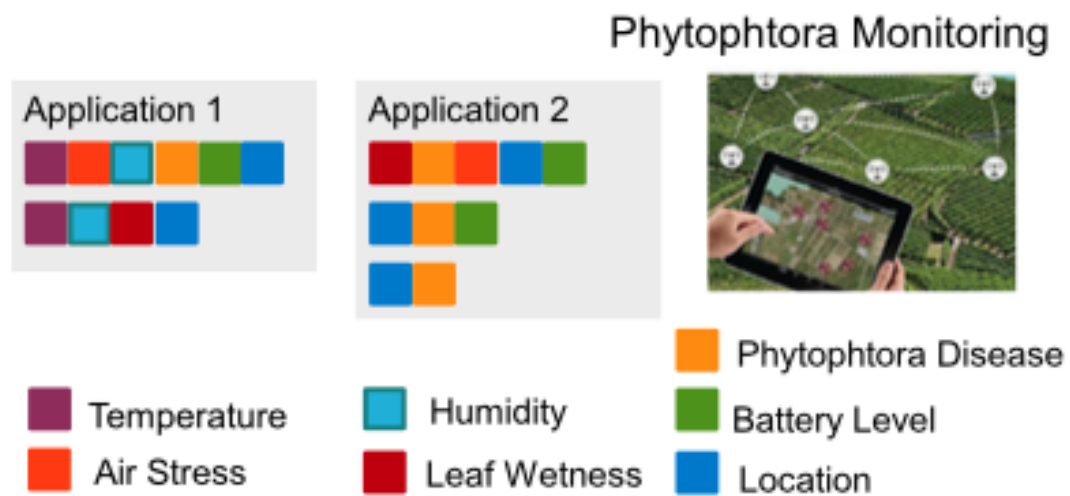 Phytophtora Monitoring
Application 1
Application 2
Phytophtora Disease
Temperature
Humidity
Battery Level
Air Stress
Leaf Wetness
Location